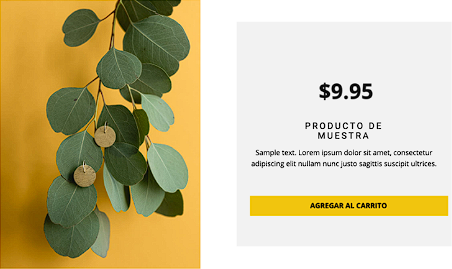 $9.95
PRODUCTO DE
MUESTRA
Sample text. Lorem ipsum dolor sit amet, consectetur
adipiscing elit nullam nunc justo sagittis suscipit ultrices.
AGREGAR AL CARRITO